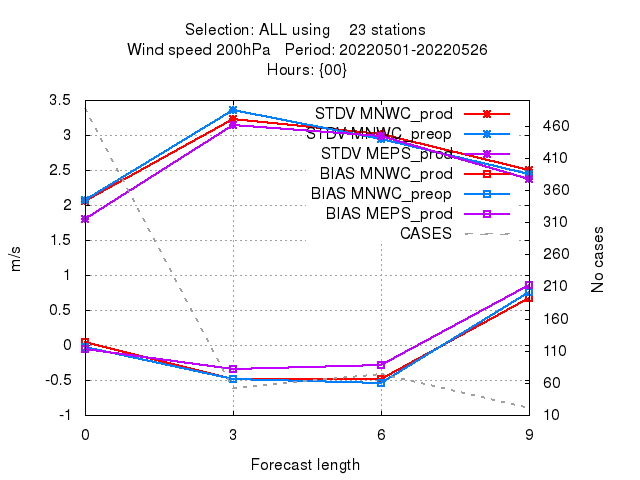 Selection: ALL using 23 stations
Wind speed 200hPa Period: 20220501-20220526
Hours: {00}
3.5
3
2.5
2
1.5
1
0.5
0
-0.5
-1
m/s
STDV MNWC_prod
STDV MNWC_preop
STDV MEPS_prod
BIAS MNWC_prod
BIAS MNWC_preop
BIAS MEPS_prod
CASES
460
410
360
310
260
210
160
110
60
10
No cases
0 3 6 9
Forecast length